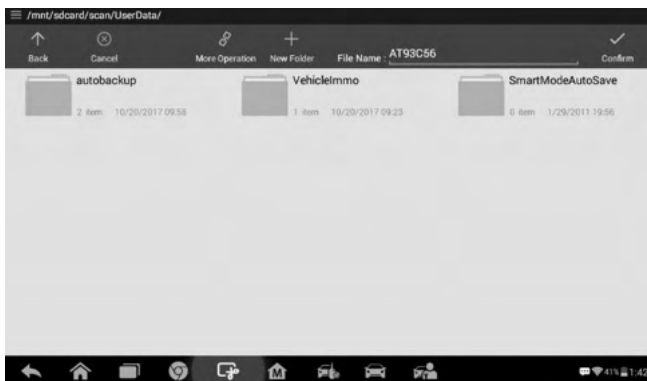 /mnt/sdcard/scan/UserData/
Back Cancel More Operation New Folder File Name : AT93C56 Confirm
autobackup VehicleImmo SmartModeAutoSave
2 item 10/20/2017 09:58 1 item 10/20/2017 09:23 0 item 1/29/2011 19:56
M 41% 1:42